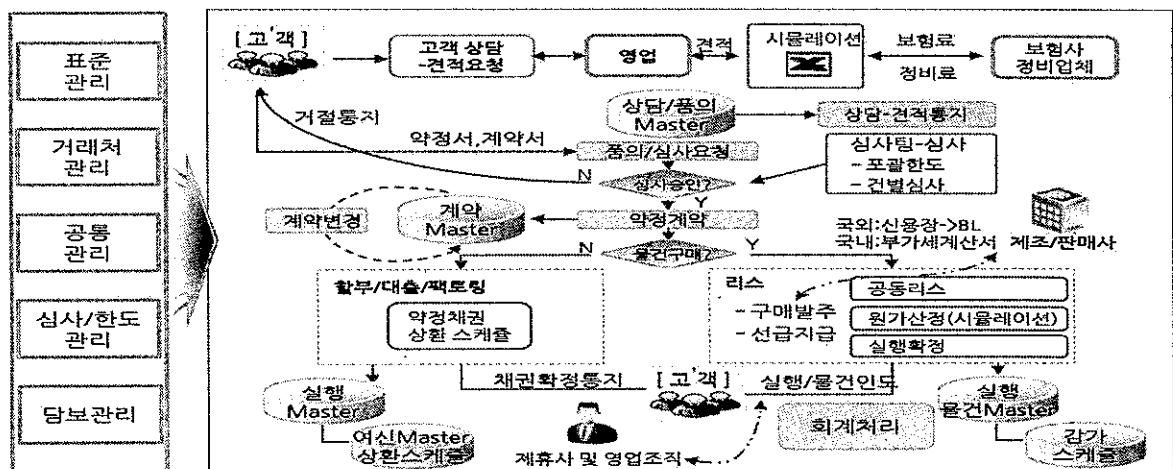 표준
관리
거래처
관리
공통
관리
심사/한도
관리
담보관리
[고객]
고객 상담
-견적요청
영업
견적
시뮬레이션
보험료
정비료
보험사
정비업체
거절통지
상담/품의
Master
상담-견적통지
약정서,계약서
품의/심사요청
심사팀-심사
- 포괄한도
- 건별심사
N
심사승인?
Y
계약변경
계약
Master
약정계약
국외:신용장->BL
국내:부가세계산서
제조/판매사
N
물건구매?
Y
할부/대출/팩토링
약정채권
상환 스케쥴
리스
- 구매발주
- 선급지급
공동리스
원가산정(시뮬레이션)
실행확정
채권확정통지
[고객]
실행/물건인도
실행
Master
여신Master
상환스케쥴
제휴사 및 영업조직
회계처리
실행
물건Master
감가
스케쥴